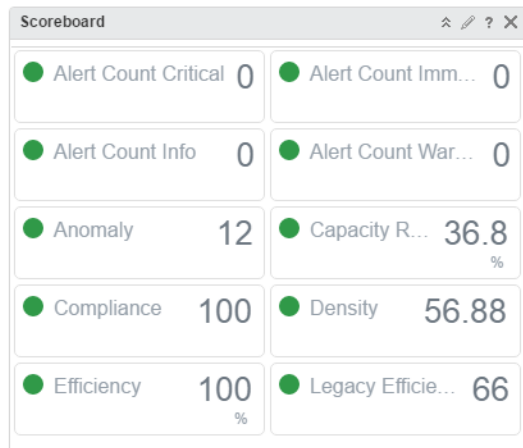 Scoreboard ?
Alert Count Critical 0
Alert Count Imm... 0
Alert Count Info 0
Alert Count War... 0
Anomaly 12
Capacity R... 36.8
%
Compliance 100
Density 56.88
Efficiency 100
%
Legacy Efficie... 66